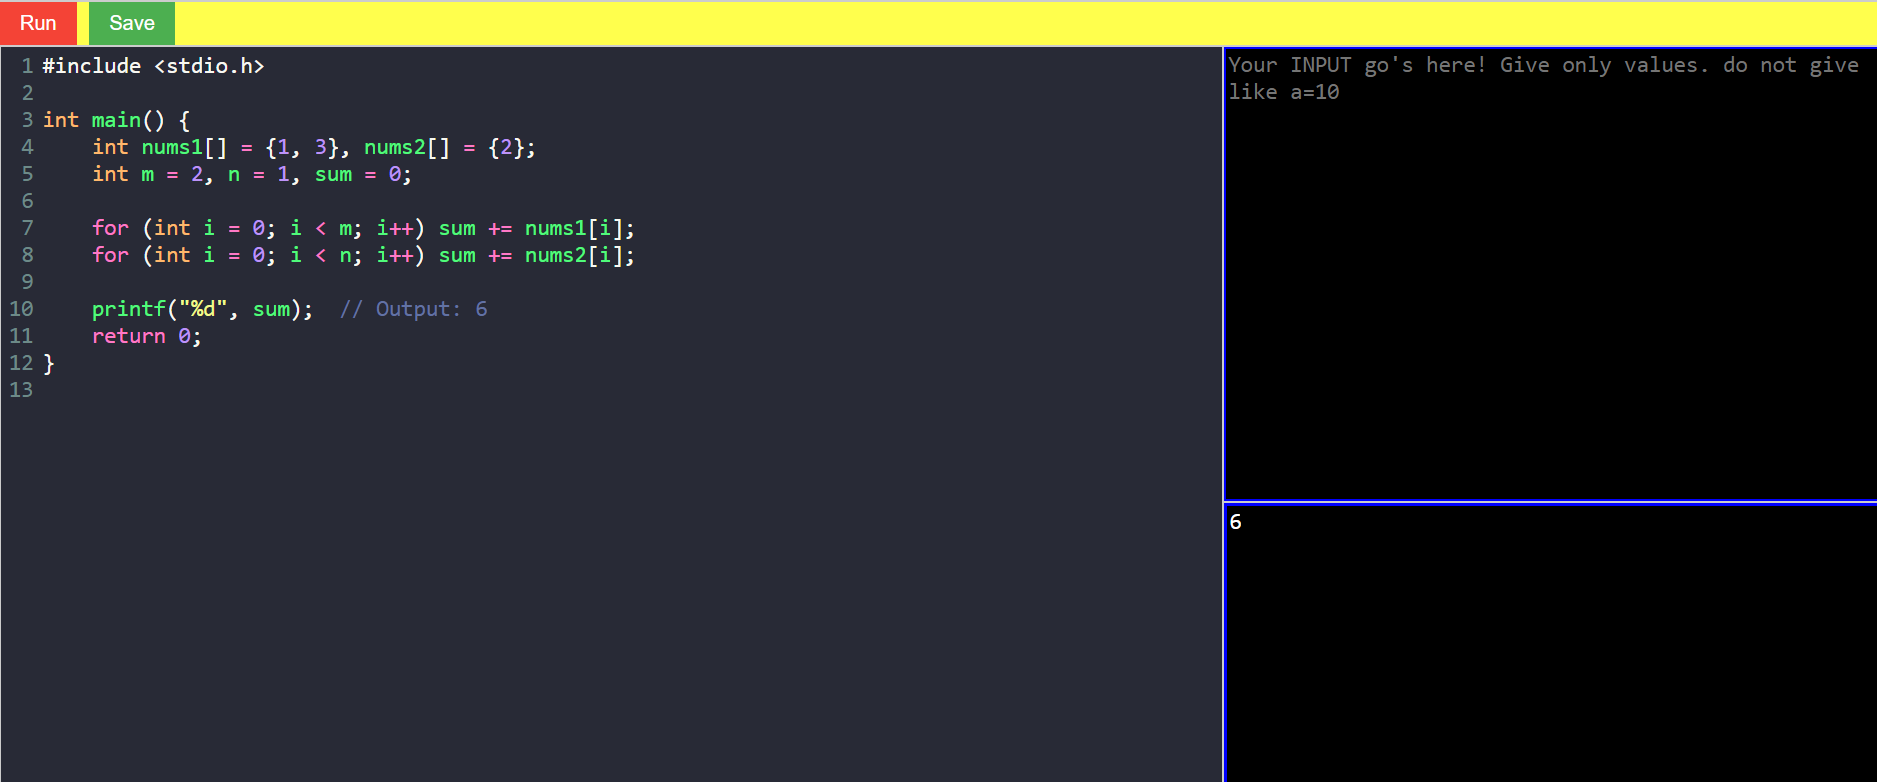 Run Save
1 #include <stdio.h>
2
3 int main() {
4     int nums1[] = {1, 3}, nums2[] = {2};
5     int m = 2, n = 1, sum = 0;
6
7     for (int i = 0; i < m; i++) sum += nums1[i];
8     for (int i = 0; i < n; i++) sum += nums2[i];
9
10     printf("%d", sum);  // Output: 6
11     return 0;
12 }
13
Your INPUT go's here! Give only values. do not give
like a=10
6